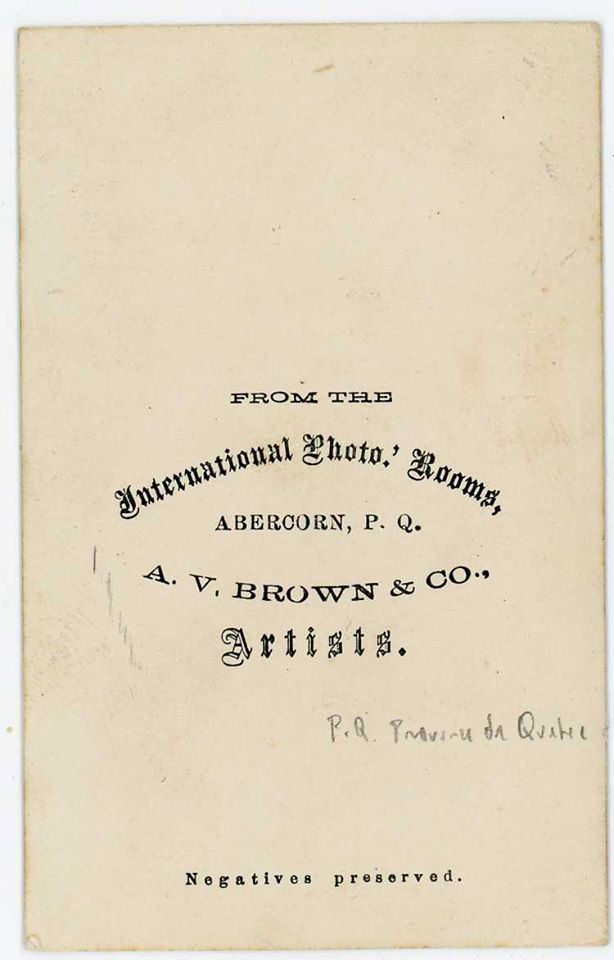 FROM THE
International Photo.' Rooms,
ABERCORN, P. Q.
A. V. BROWN & CO.,
Artists.
P.Q. Province de Quebec
Negatives preserved.